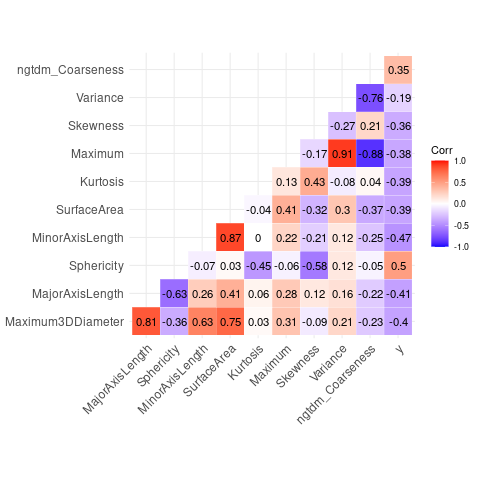 ngtdm_Coarseness 0.35
Variance -0.76 -0.19
Skewness -0.27 0.21 -0.36
Maximum -0.17 0.91 -0.88 -0.38
Kurtosis 0.13 0.43 -0.08 0.04 -0.39
SurfaceArea -0.04 0.41 -0.32 0.3 -0.37 -0.39
MinorAxisLength 0.87 0 0.22 -0.21 0.12 -0.25 -0.47
Sphericity -0.07 0.03 -0.45 -0.06 -0.58 0.12 -0.05 0.5
MajorAxisLength -0.63 0.26 0.41 0.06 0.28 0.12 0.16 -0.22 -0.41
Maximum3DDiameter 0.81 -0.36 0.63 0.75 0.03 0.31 -0.09 0.21 -0.23 -0.4
MajorAxisLength
Sphericity
MinorAxisLength
SurfaceArea
Kurtosis
Maximum
Skewness
Variance
ngtdm_Coarseness
y
Corr
1.0
0.5
0.0
-0.5
-1.0